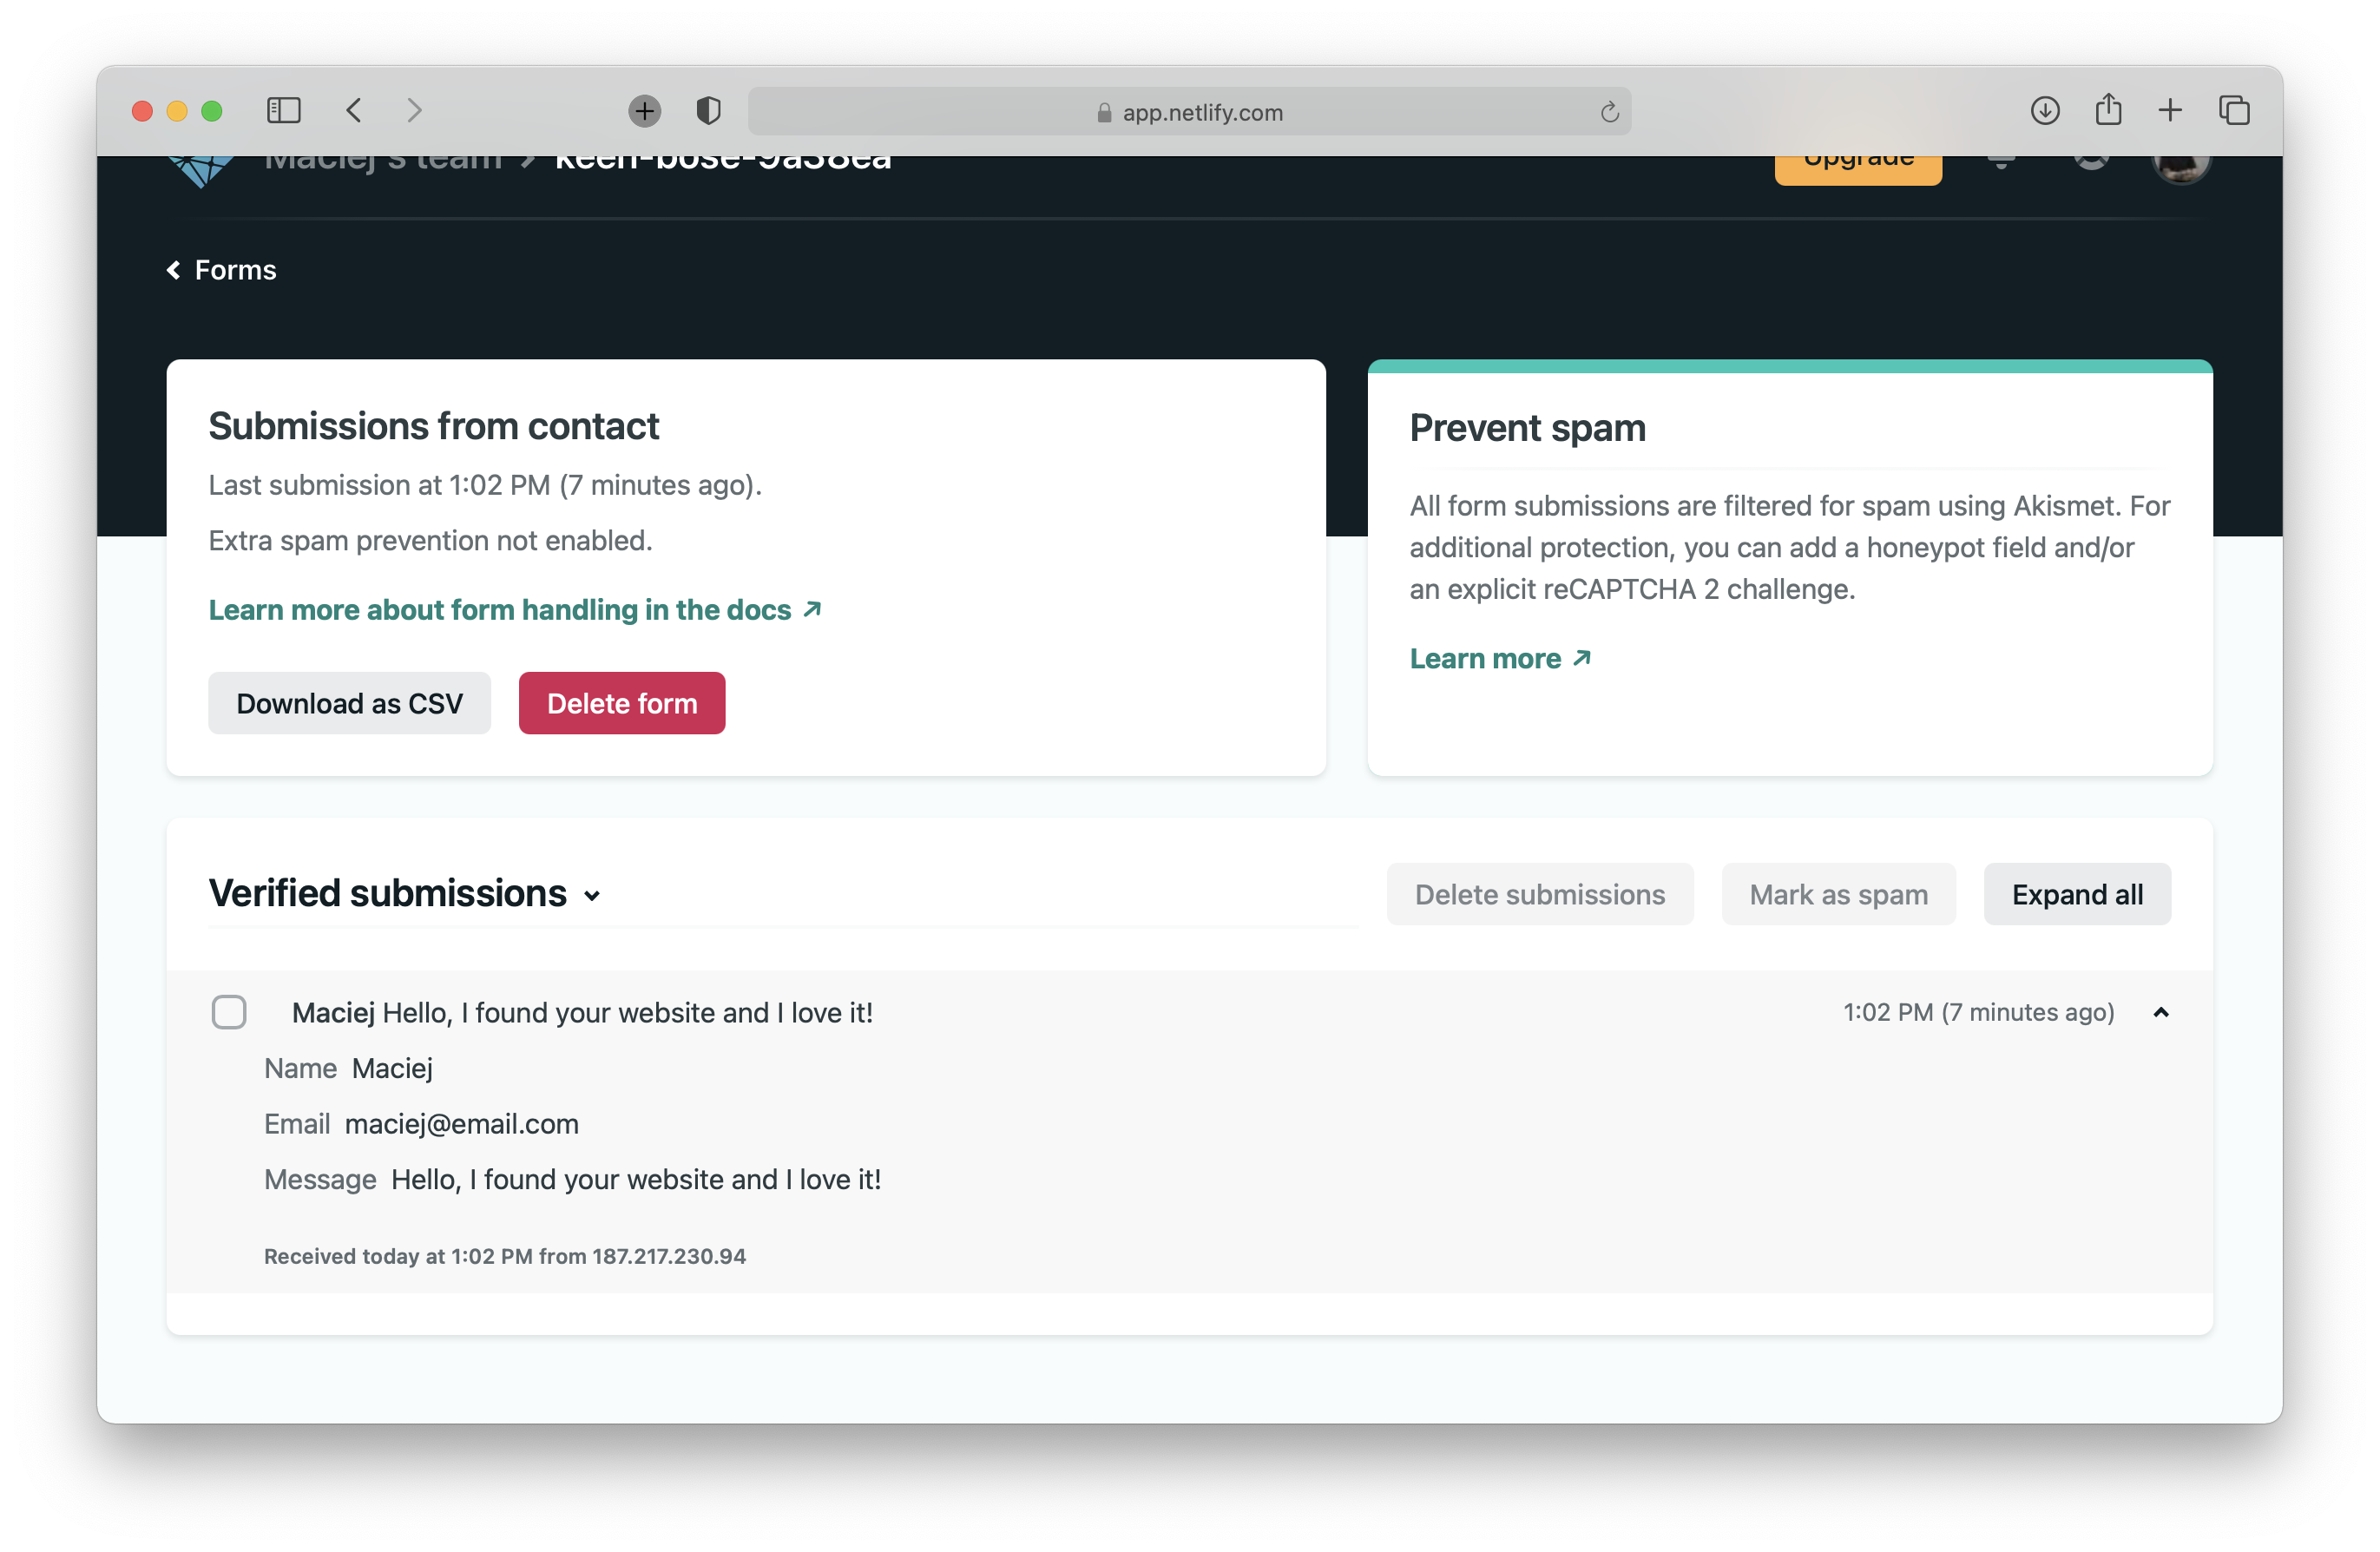 app.netlify.com
Maciej's team > keen-bose-9a38ea
Upgrade
Forms
Submissions from contact
Last submission at 1:02 PM (7 minutes ago).
Extra spam prevention not enabled.
Learn more about form handling in the docs
Download as CSV
Delete form
Prevent spam
All form submissions are filtered for spam using Akismet. For
additional protection, you can add a honeypot field and/or
an explicit reCAPTCHA 2 challenge.
Learn more
Verified submissions
Delete submissions
Mark as spam
Expand all
Maciej Hello, I found your website and I love it!
1:02 PM (7 minutes ago)
Name Maciej
Email maciej@email.com
Message Hello, I found your website and I love it!
Received today at 1:02 PM from 187.217.230.94